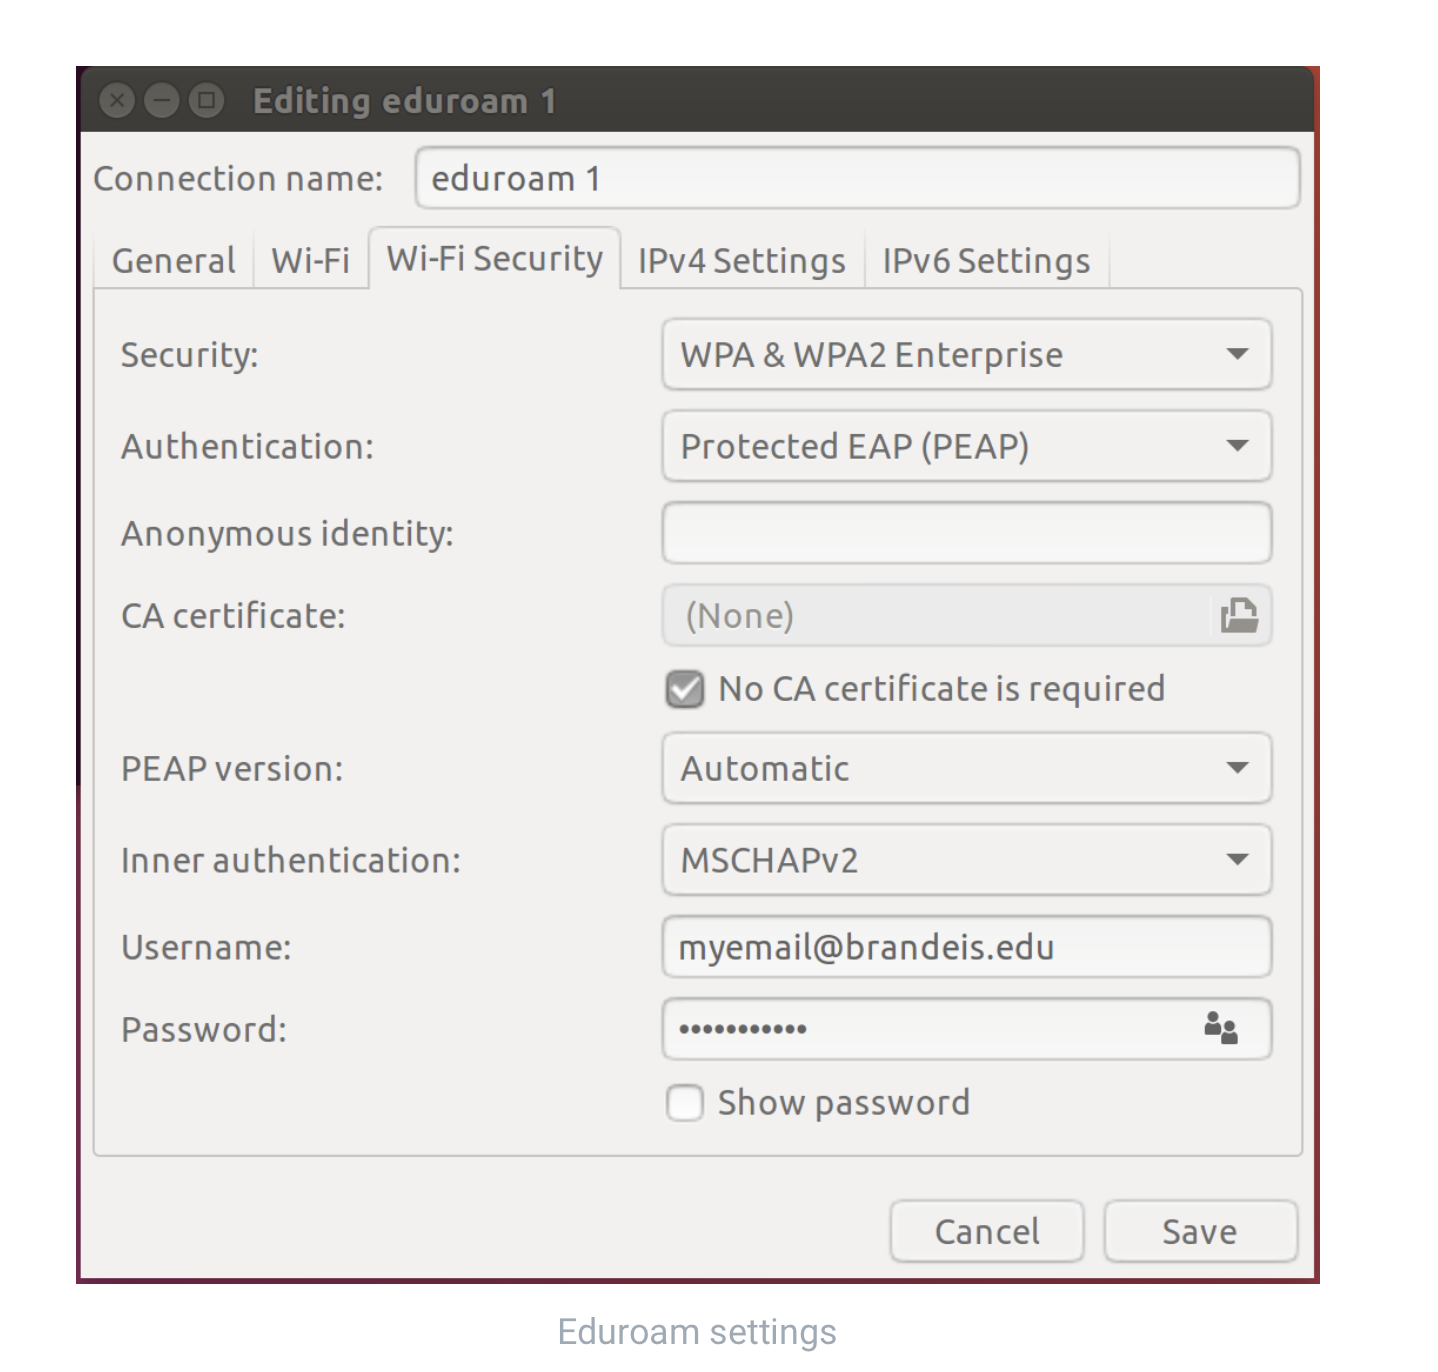 Editing eduroam 1
Connection name: eduroam 1
General Wi-Fi Wi-Fi Security IPv4 Settings IPv6 Settings
Security: WPA & WPA2 Enterprise
Authentication: Protected EAP (PEAP)
Anonymous identity:
CA certificate: (None)
No CA certificate is required
PEAP version: Automatic
Inner authentication: MSCHAPv2
Username: myemail@brandeis.edu
Password: •••••••••••
Show password
Cancel Save
Eduroam settings